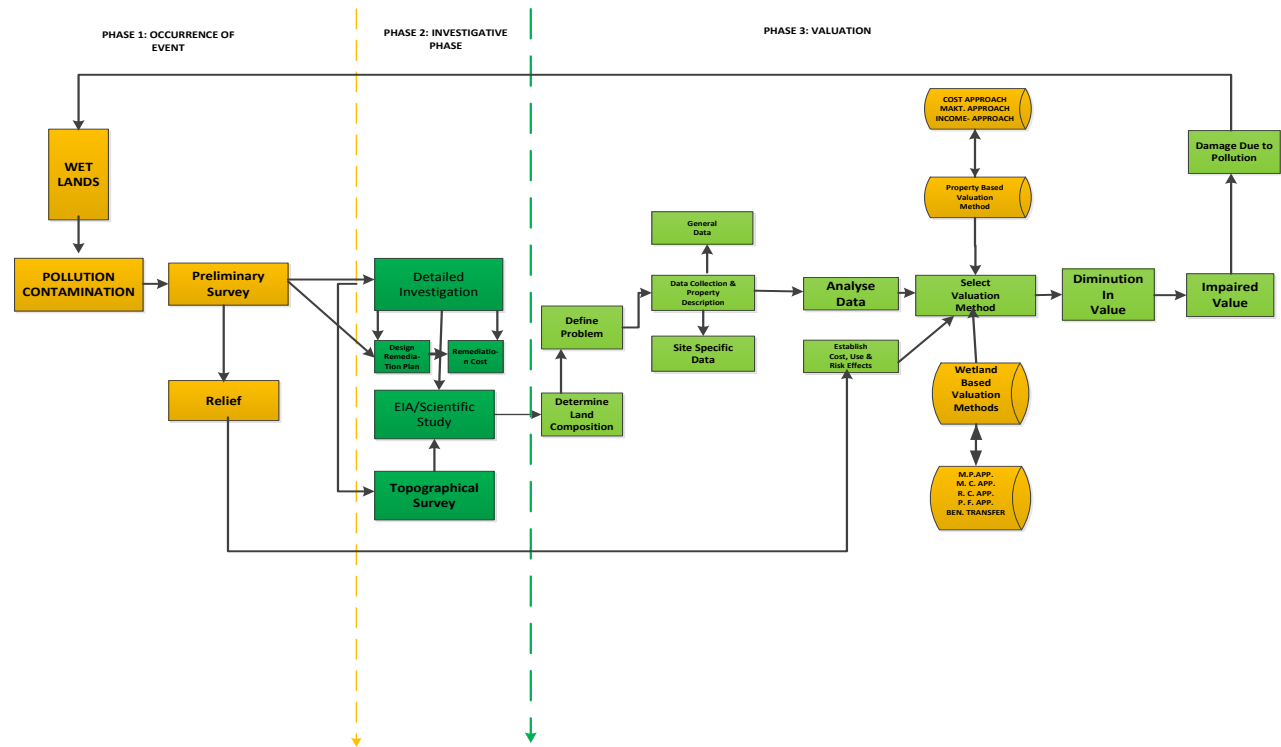 PHASE 1: OCCURRENCE OF
EVENT
PHASE 2: INVESTIGATIVE
PHASE
PHASE 3: VALUATION
WET
LANDS
POLLUTION
CONTAMINATION
Preliminary
Survey
Relief
Detailed
Investigation
Design
Remedia-
Tion Plan
Remediatio-
n Cost
EIA/Scientific
Study
Topographical
Survey
Define
Problem
Determine
Land
Composition
General
Data
Data Collection &
Property
Description
Site Specific
Data
Analyse
Data
Establish
Cost, Use &
Risk Effects
COST APPROACH
MAKT. APPROACH
INCOME- APPROACH
Property Based
Valuation
Method
Select
Valuation
Method
Wetland
Based
Valuation
Methods
M.P.APP.
M. C. APP.
R. C. APP.
P. F. APP.
BEN. TRANSFER
Diminution
In
Value
Impaired
Value
Damage Due to
Pollution